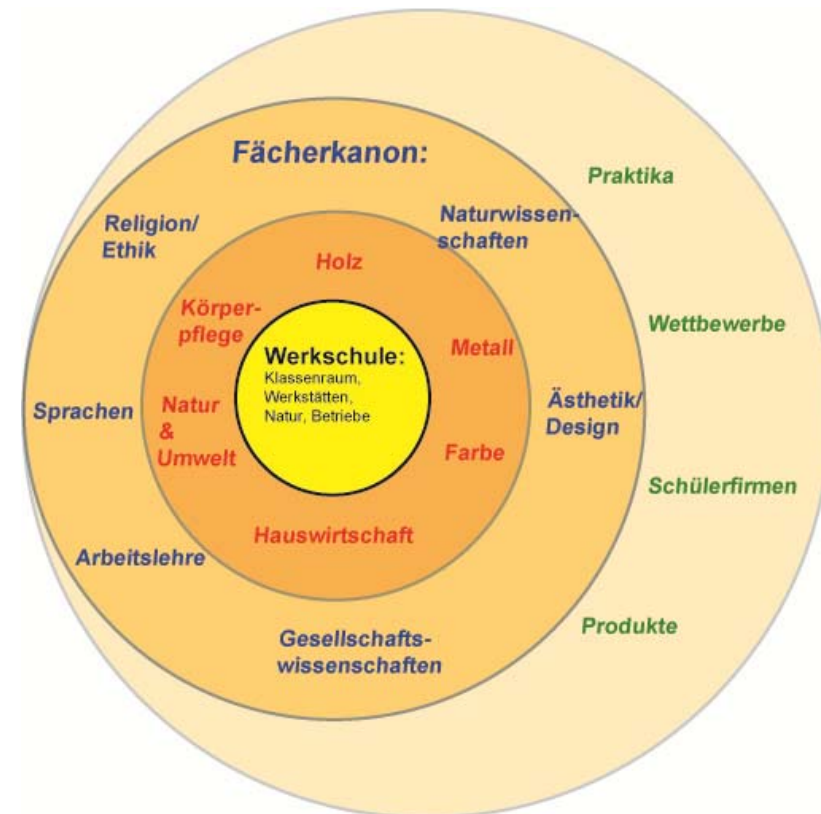 Fächerkanon:
Praktika
Religion/
Ethik
Naturwissen-
schaften
Holz
Körper-
pflege
Wettbewerbe
Metall
Werkschule:
Klassenraum,
Werkstätten,
Natur, Betriebe
Sprachen
Natur
&
Umwelt
Ästhetik/
Design
Farbe
Schülerfirmen
Hauswirtschaft
Arbeitslehre
Produkte
Gesellschafts-
wissenschaften